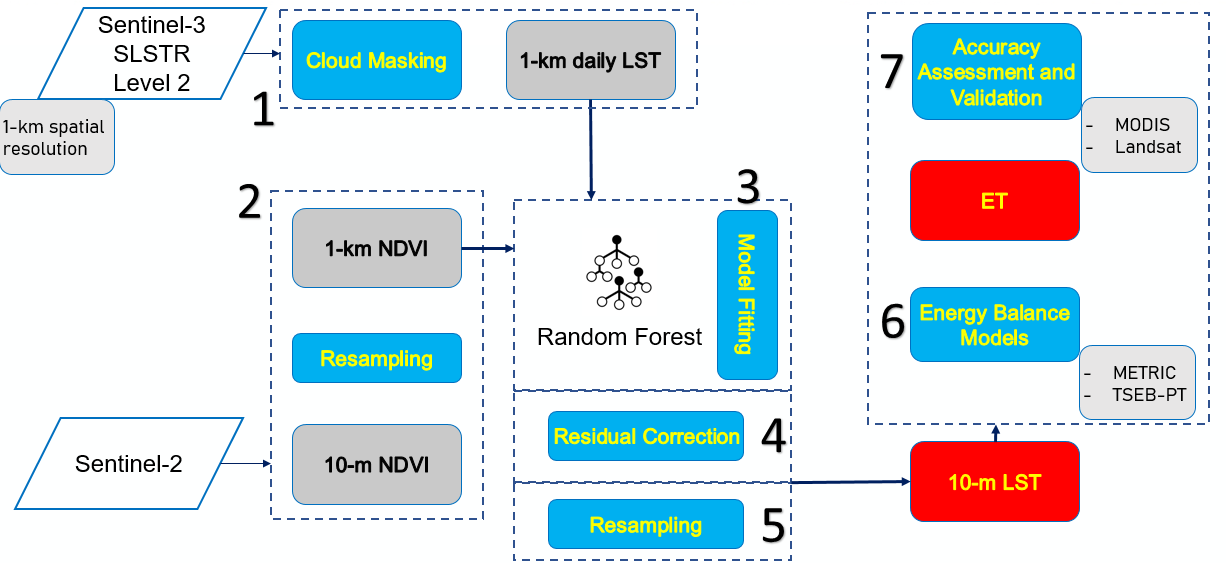 Sentinel-3
SLSTR
Level 2
1-km spatial
resolution
1
Cloud Masking
1-km daily LST
2
1-km NDVI
Resampling
10-m NDVI
Sentinel-2
3
Model Fitting
Random Forest
Residual Correction
4
Resampling
5
10-m LST
6
Energy Balance
Models
- METRIC
- TSEB-PT
ET
7
Accuracy
Assessment and
Validation
- MODIS
- Landsat